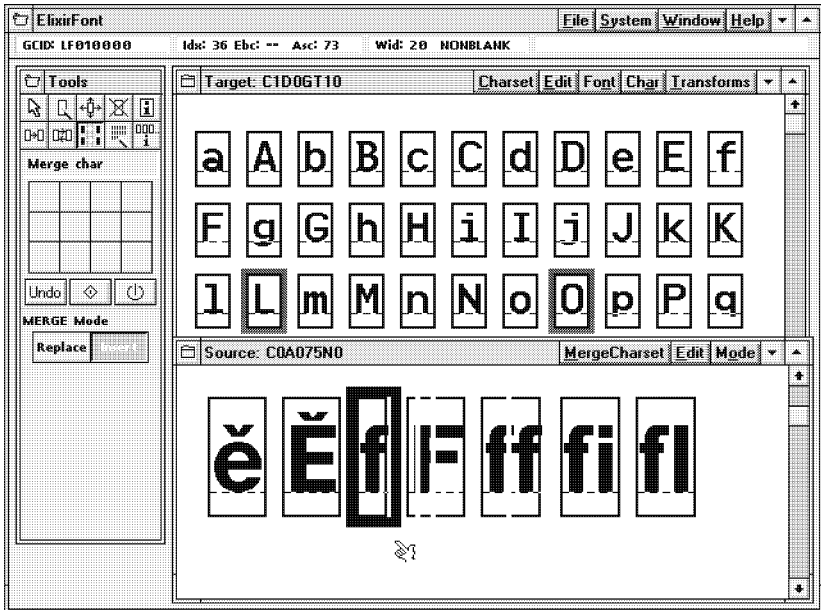 ElixirFont File System Window Help
GCID: LF010000 Idx: 36 Ebc: -- Asc: 73 Wid: 20 NONBLANK
Tools
Target: C1D0GT10 Charset Edit Font Char Transforms
Merge char
a A b B c C d D e E f
F g G h H i I j J k K
l L m M n N o O p P q
Undo
MERGE Mode
Replace Insert
Source: C0A075N0 MergeCharset Edit Mode
ě Ě f F ff fi fl